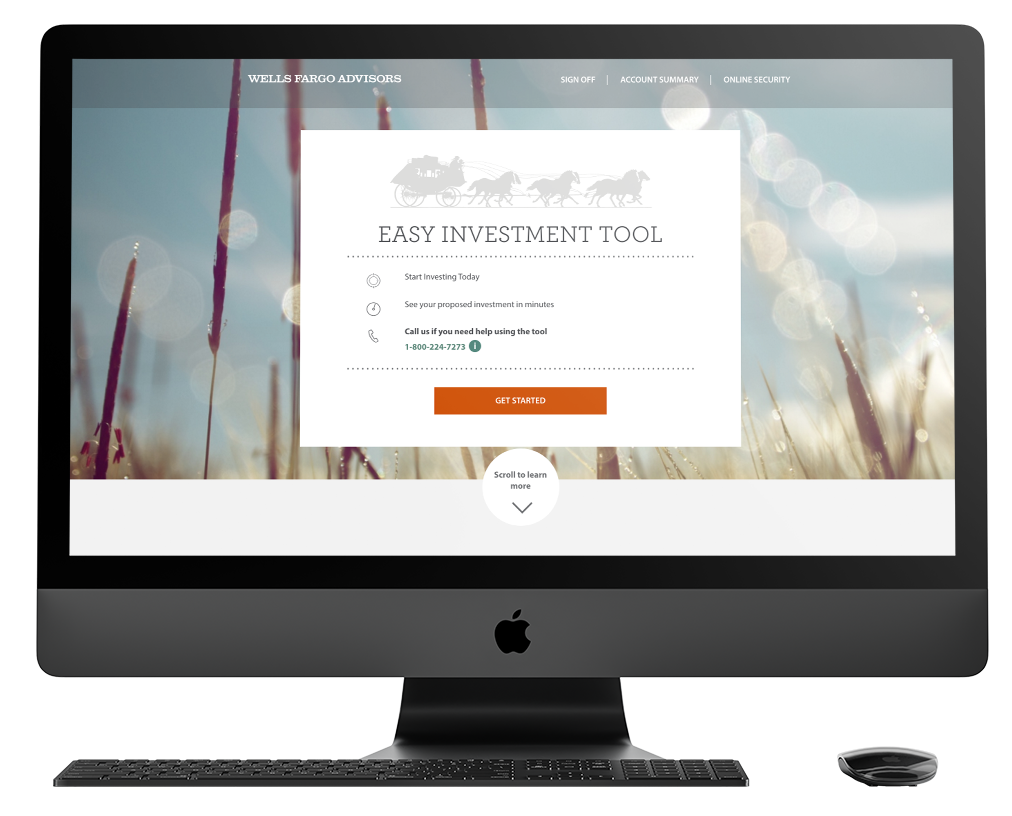 WELLS FARGO ADVISORS
SIGN OFF | ACCOUNT SUMMARY | ONLINE SECURITY
EASY INVESTMENT TOOL
Start Investing Today
See your proposed investment in minutes
Call us if you need help using the tool
1-800-224-7273 i
GET STARTED
Scroll to learn
more